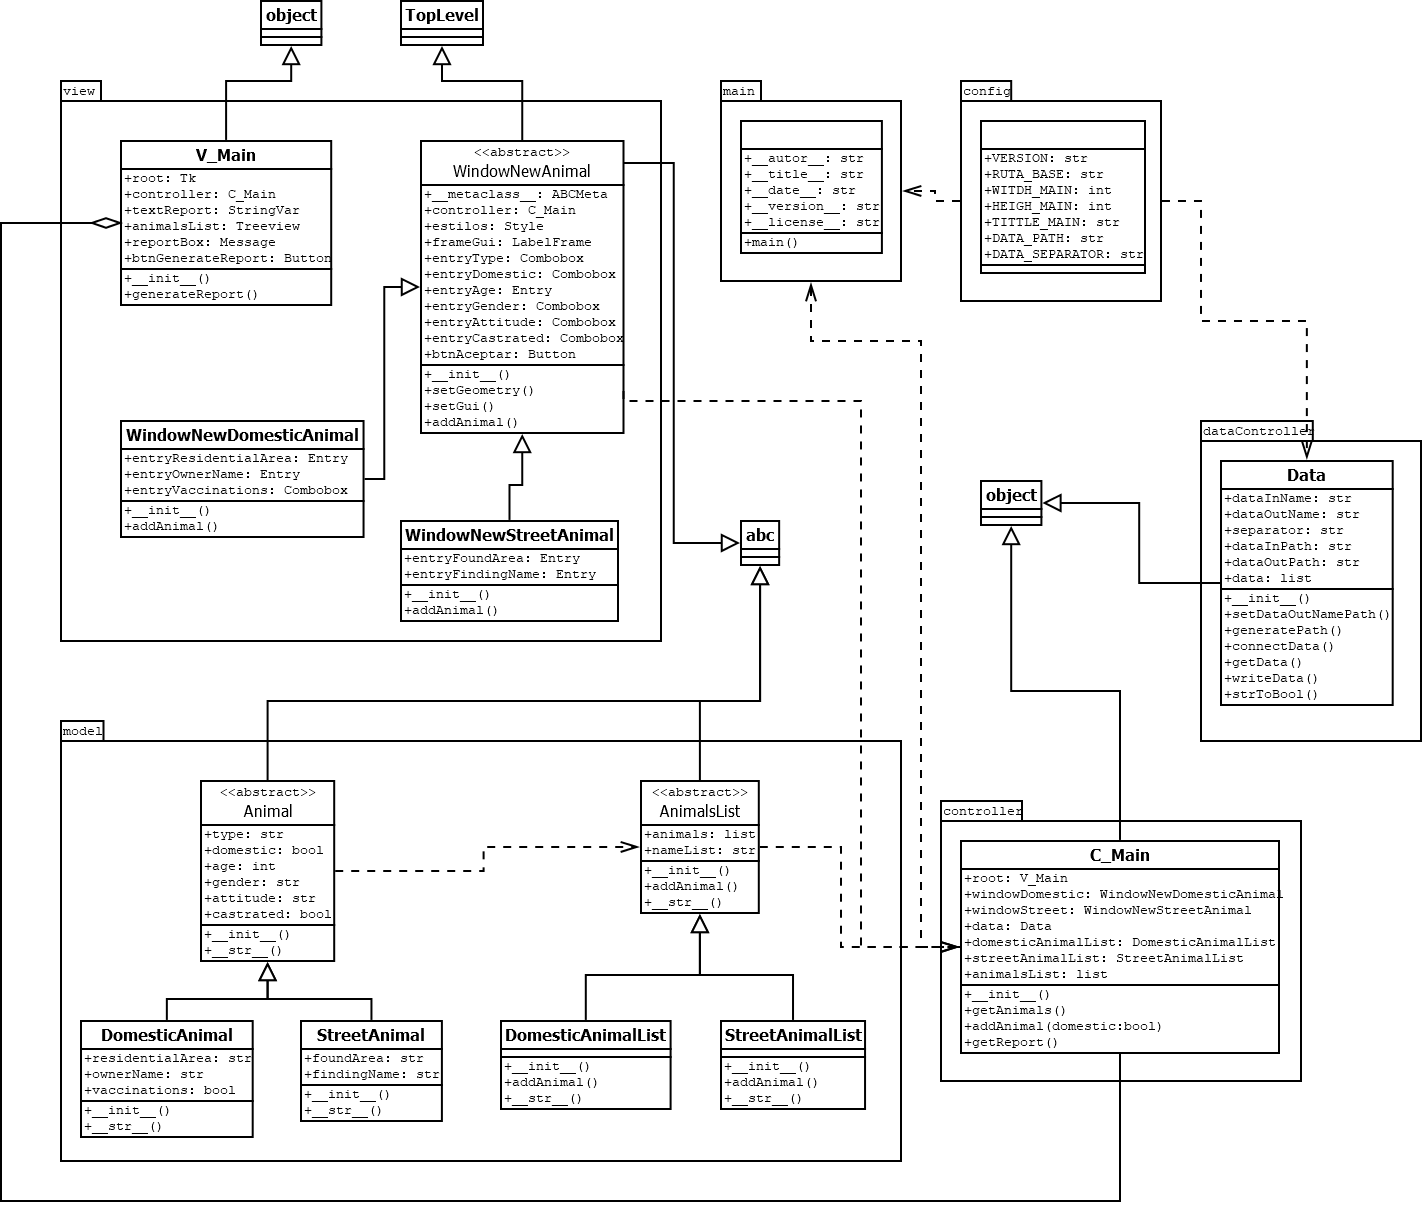 object
TopLevel
view
V_Main
+root: Tk
+controller: C_Main
+textReport: StringVar
+animalsList: Treeview
+reportBox: Message
+btnGenerateReport: Button
+__init__()
+generateReport()
<<abstract>>
WindowNewAnimal
+__metaclass__: ABCMeta
+controller: C_Main
+estilos: Style
+frameGui: LabelFrame
+entryType: Combobox
+entryDomestic: Combobox
+entryAge: Entry
+entryGender: Combobox
+entryAttitude: Combobox
+entryCastrated: Combobox
+btnAceptar: Button
+__init__()
+setGeometry()
+setGui()
+addAnimal()
WindowNewDomesticAnimal
+entryResidentialArea: Entry
+entryOwnerName: Entry
+entryVaccinations: Combobox
+__init__()
+addAnimal()
WindowNewStreetAnimal
+entryFoundArea: Entry
+entryFindingName: Entry
+__init__()
+addAnimal()
main
+__autor__: str
+__title__: str
+__date__: str
+__version__: str
+__license__: str
+main()
config
+VERSION: str
+RUTA_BASE: str
+WITDH_MAIN: int
+HEIGH_MAIN: int
+TITTLE_MAIN: str
+DATA_PATH: str
+DATA_SEPARATOR: str
dataController
Data
+dataInName: str
+dataOutName: str
+separator: str
+dataInPath: str
+dataOutPath: str
+data: list
+__init__()
+setDataOutNamePath()
+generatePath()
+connectData()
+getData()
+writeData()
+strToBool()
object
abc
model
<<abstract>>
Animal
+type: str
+domestic: bool
+age: int
+gender: str
+attitude: str
+castrated: bool
+__init__()
+__str__()
<<abstract>>
AnimalsList
+animals: list
+nameList: str
+__init__()
+addAnimal()
+__str__()
DomesticAnimal
+residentialArea: str
+ownerName: str
+vaccinations: bool
+__init__()
+__str__()
StreetAnimal
+foundArea: str
+findingName: str
+__init__()
+__str__()
DomesticAnimalList
+__init__()
+addAnimal()
+__str__()
StreetAnimalList
+__init__()
+addAnimal()
+__str__()
controller
C_Main
+root: V_Main
+windowDomestic: WindowNewDomesticAnimal
+windowStreet: WindowNewStreetAnimal
+data: Data
+domesticAnimalList: DomesticAnimalList
+streetAnimalList: StreetAnimalList
+animalsList: list
+__init__()
+getAnimals()
+addAnimal(domestic:bool)
+getReport()